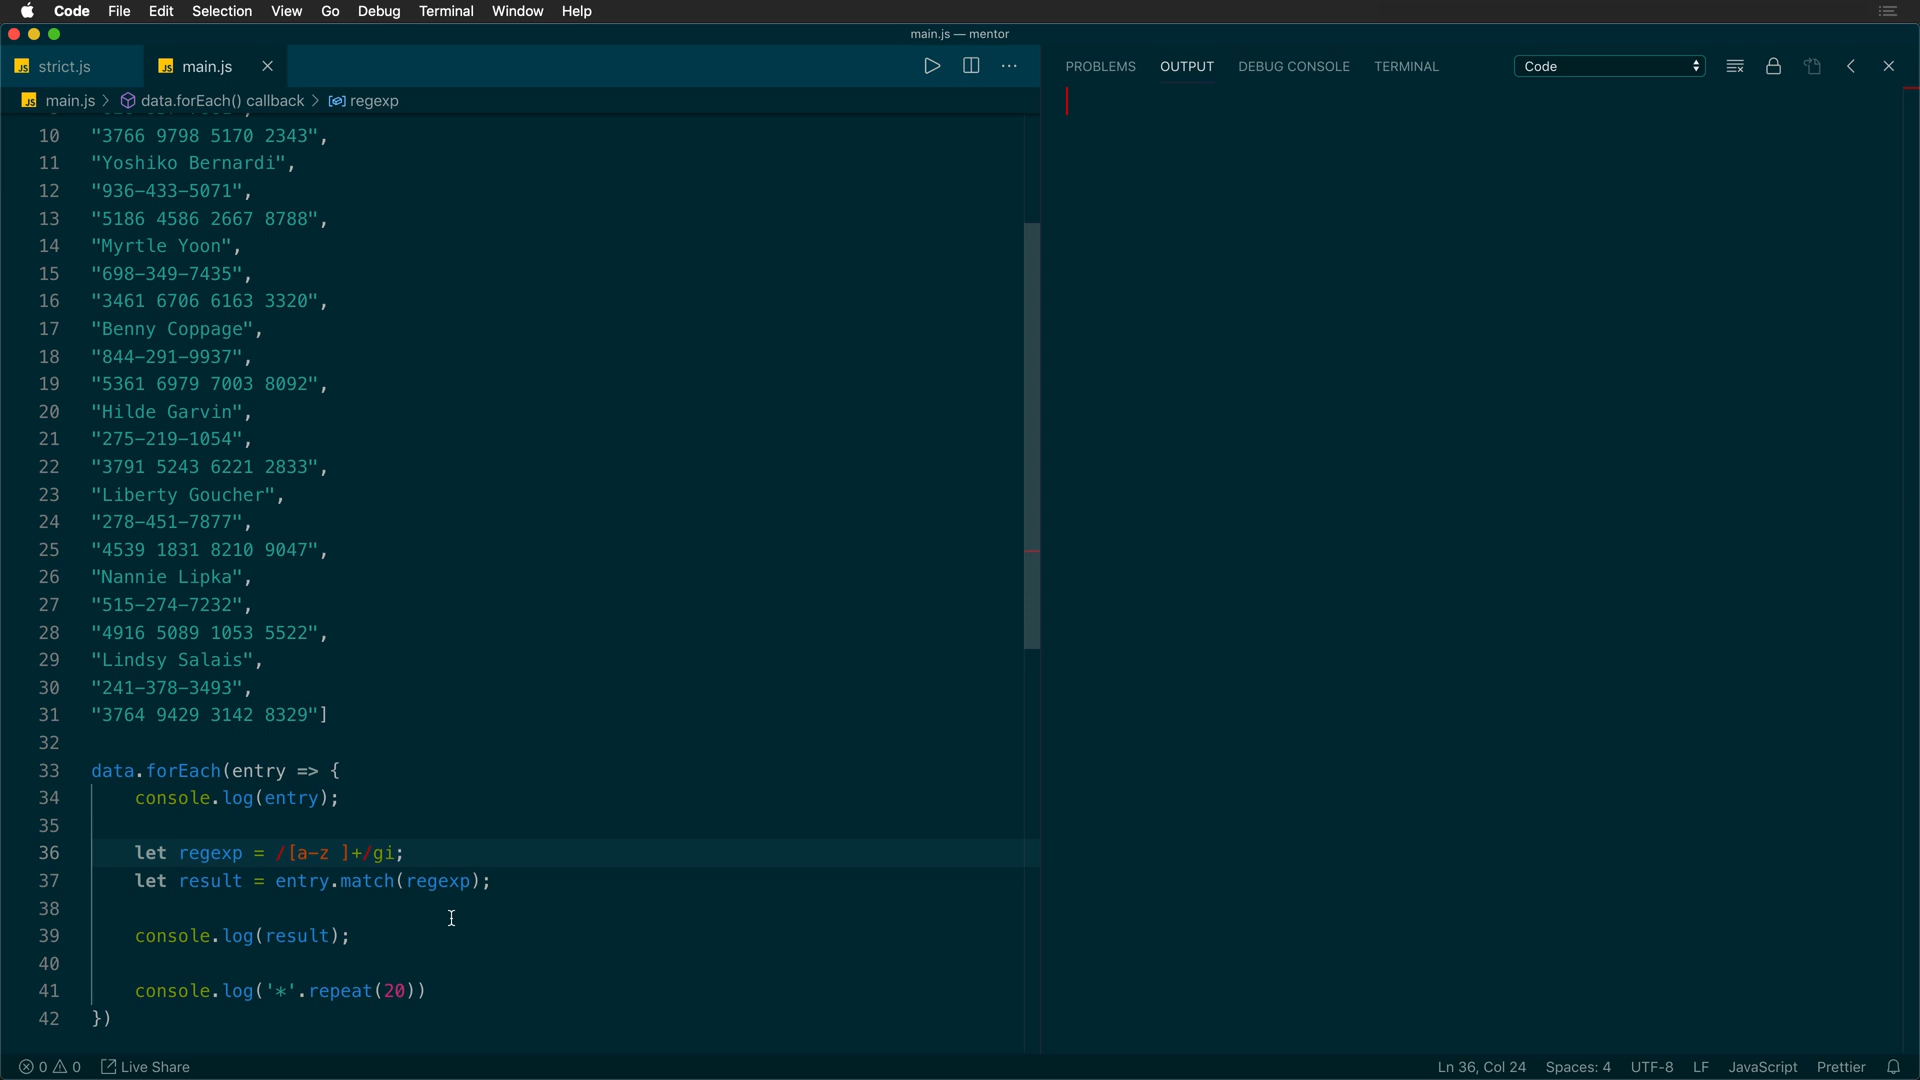 Code File Edit Selection View Go Debug Terminal Window Help
main.js — mentor
JS strict.js JS main.js
PROBLEMS OUTPUT DEBUG CONSOLE TERMINAL Code
JS main.js > data.forEach() callback > regexp
10 "3766 9798 5170 2343",
11 "Yoshiko Bernardi",
12 "936-433-5071",
13 "5186 4586 2667 8788",
14 "Myrtle Yoon",
15 "698-349-7435",
16 "3461 6706 6163 3320",
17 "Benny Coppage",
18 "844-291-9937",
19 "5361 6979 7003 8092",
20 "Hilde Garvin",
21 "275-219-1054",
22 "3791 5243 6221 2833",
23 "Liberty Goucher",
24 "278-451-7877",
25 "4539 1831 8210 9047",
26 "Nannie Lipka",
27 "515-274-7232",
28 "4916 5089 1053 5522",
29 "Lindsy Salais",
30 "241-378-3493",
31 "3764 9429 3142 8329"]
32
33 data.forEach(entry => {
34 console.log(entry);
35
36 let regexp = /[a-z ]+/gi;
37 let result = entry.match(regexp);
38
39 console.log(result);
40
41 console.log('*'.repeat(20))
42 })
0 0 Live Share
Ln 36, Col 24 Spaces: 4 UTF-8 LF JavaScript Prettier